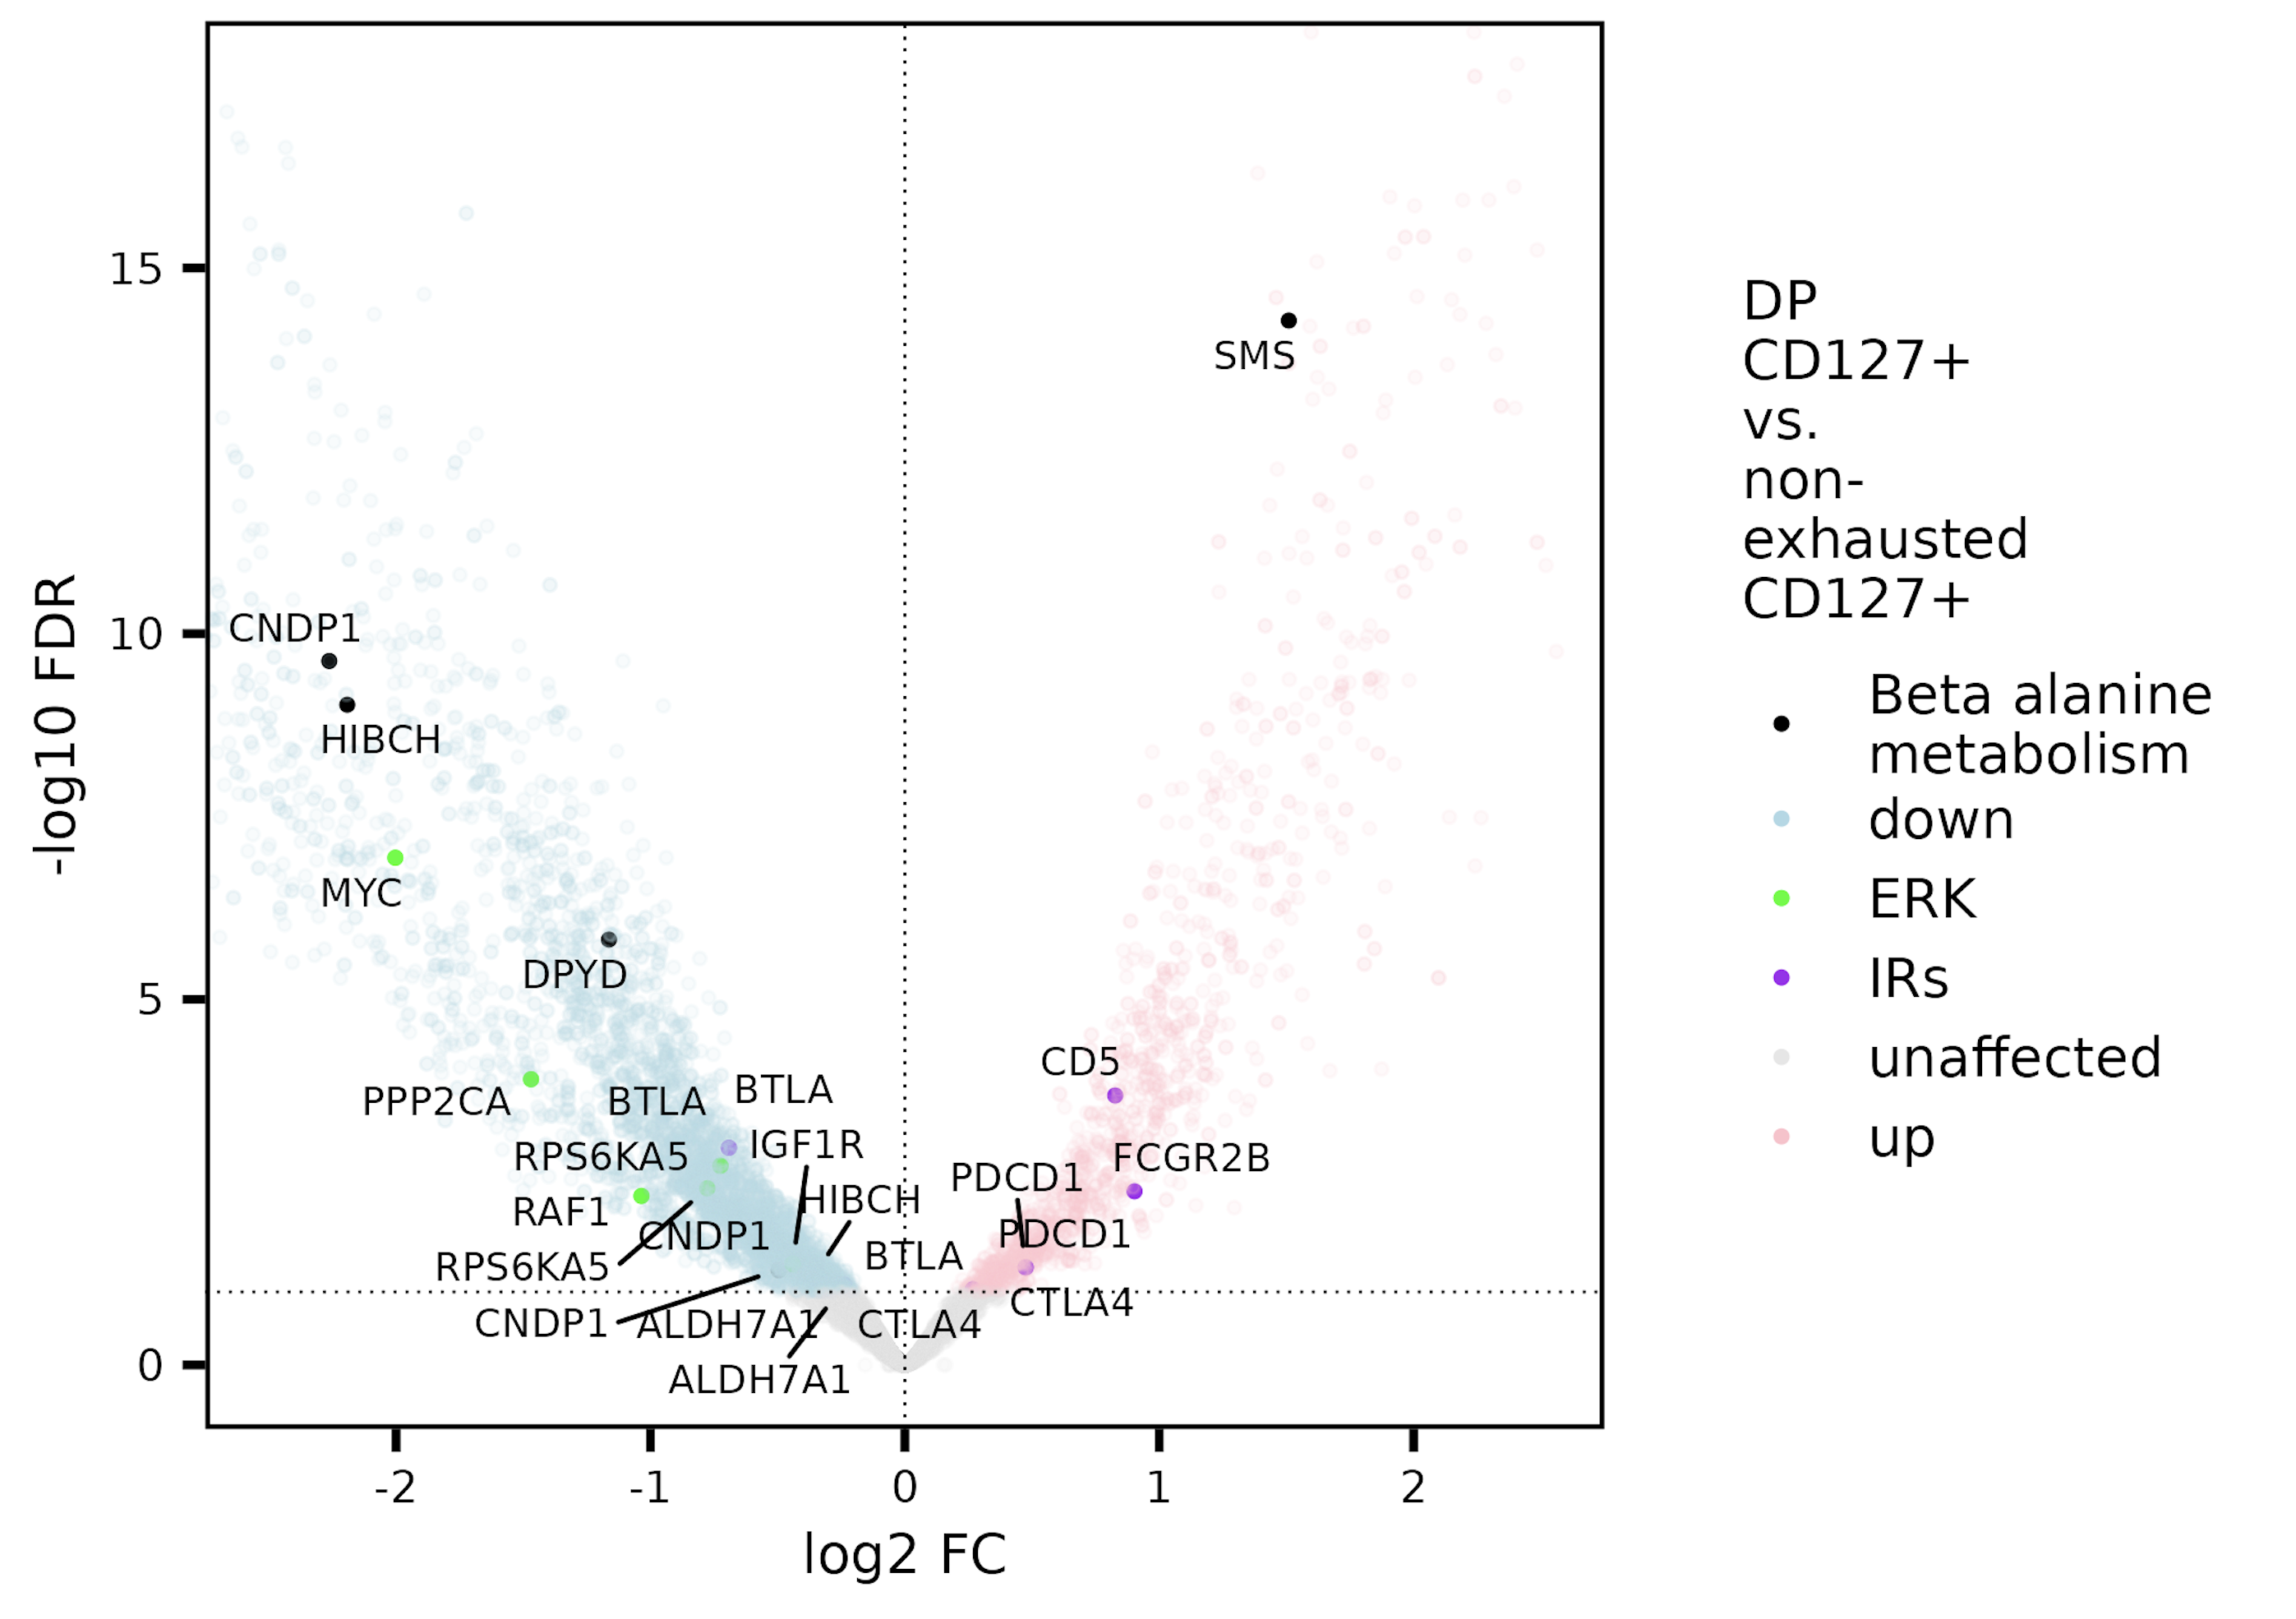 15
10
5
0
-log10 FDR
-2
-1
0
1
2
log2 FC
SMS
CNDP1
HIBCH
MYC
DPYD
CD5
PPP2CA
BTLA
BTLA
IGF1R
RPS6KA5
FCGR2B
PDCD1
HIBCH
RAF1
CNDP1
PDCD1
BTLA
RPS6KA5
CTLA4
CNDP1
ALDH7A1
CTLA4
ALDH7A1
DP
CD127+
vs.
non-
exhausted
CD127+
Beta alanine
metabolism
down
ERK
IRs
unaffected
up